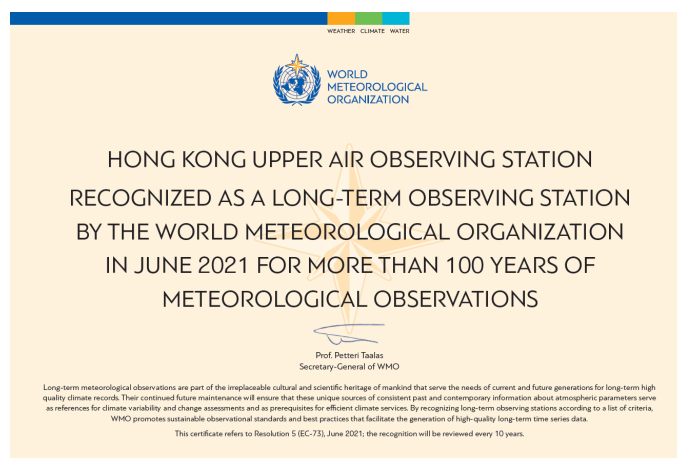 WEATHER CLIMATE WATER
WORLD
METEOROLOGICAL
ORGANIZATION
HONG KONG UPPER AIR OBSERVING STATION
RECOGNIZED AS A LONG-TERM OBSERVING STATION
BY THE WORLD METEOROLOGICAL ORGANIZATION
IN JUNE 2021 FOR MORE THAN 100 YEARS OF
METEOROLOGICAL OBSERVATIONS
Prof. Petteri Taalas
Secretary-General of WMO
Long-term meteorological observations are part of the irreplaceable cultural and scientific heritage of mankind that serve the needs of current and future generations for long-term high
quality climate records. Their continued future maintenance will ensure that these unique sources of consistent past and contemporary information about atmospheric parameters serve
as references for climate variability and change assessments and as prerequisites for efficient climate services. By recognizing long-term observing stations according to a list of criteria,
WMO promotes sustainable observational standards and best practices that facilitate the generation of high-quality long-term time series data.
This certificate refers to Resolution 5 (EC-73), June 2021; the recognition will be reviewed every 10 years.